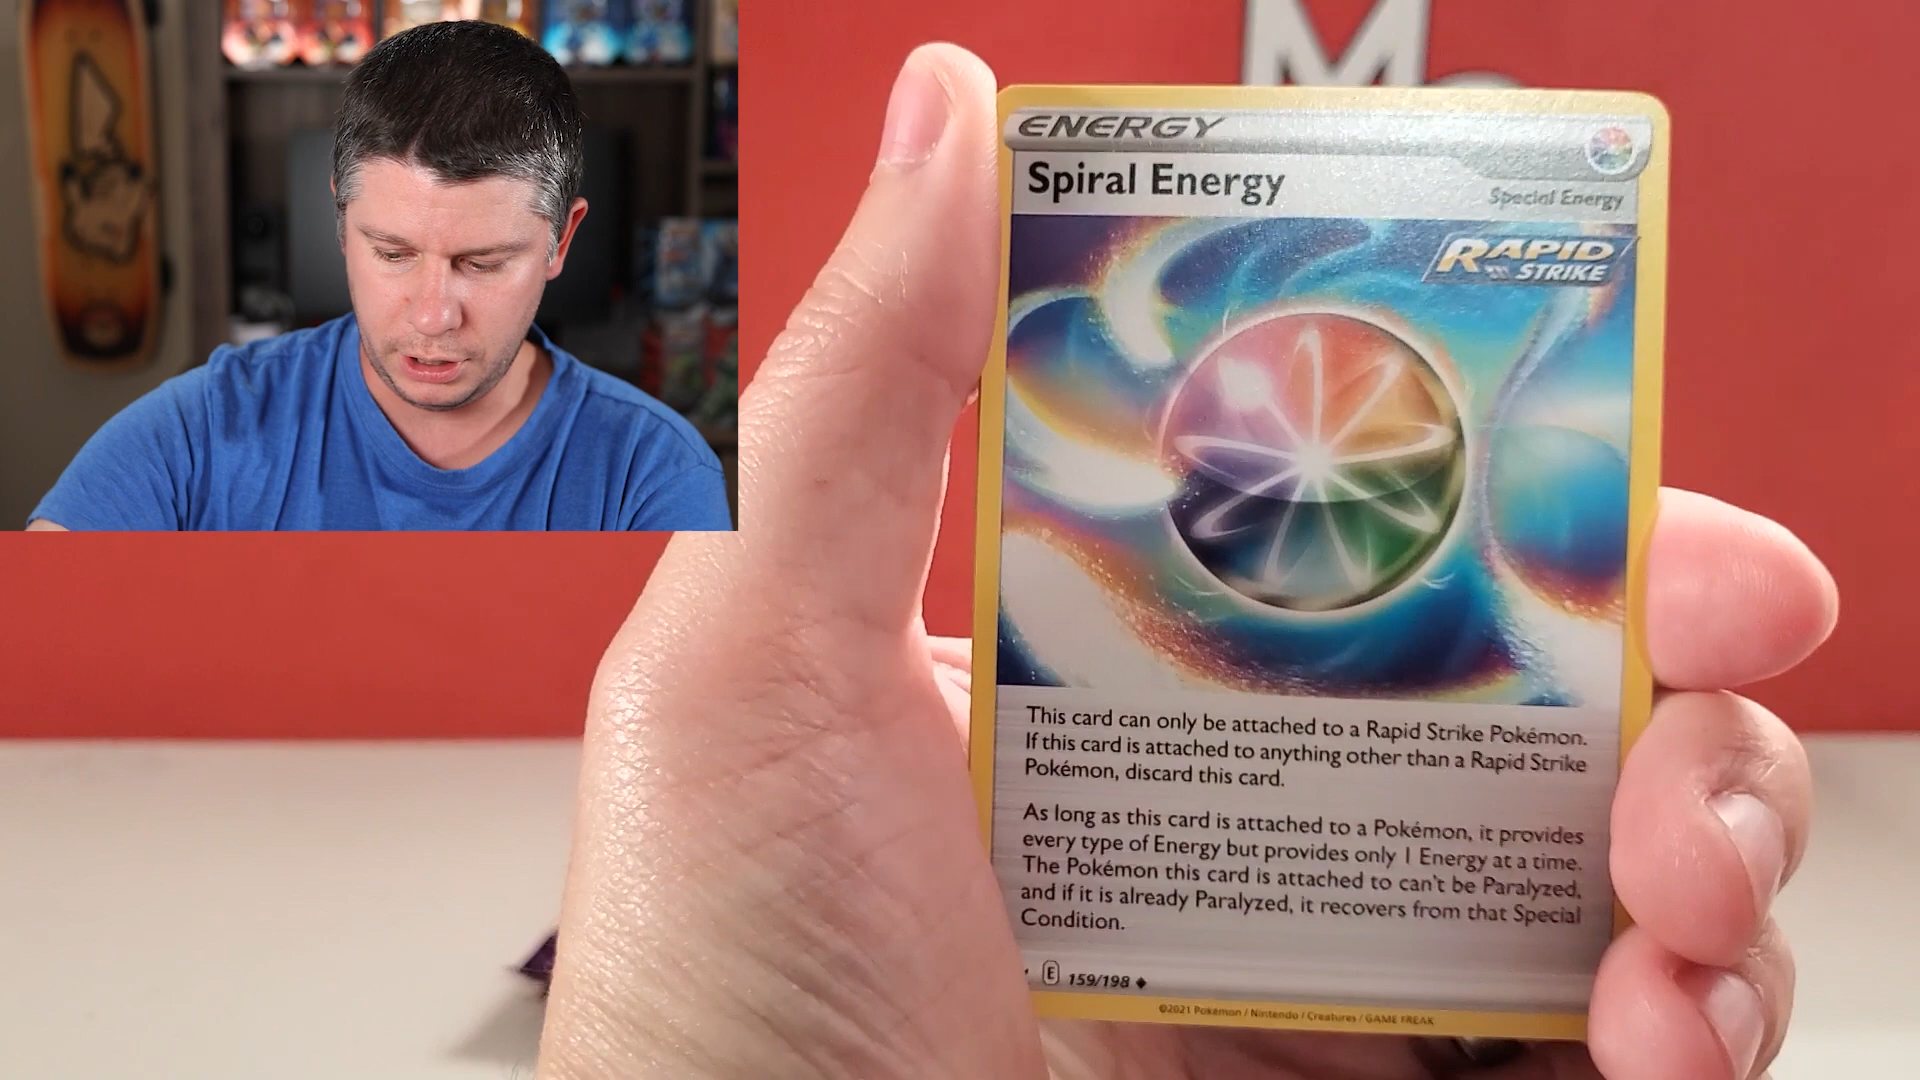 M
ENERGY
Spiral Energy
Special Energy
RAPID
STRIKE
This card can only be attached to a Rapid Strike Pokémon.
If this card is attached to anything other than a Rapid Strike
Pokémon, discard this card.
As long as this card is attached to a Pokémon, it provides
every type of Energy but provides only 1 Energy at a time.
The Pokémon this card is attached to can't be Paralyzed,
and if it is already Paralyzed, it recovers from that Special
Condition.
E 159/198
©2021 Pokémon / Nintendo / Creatures / GAME FREAK